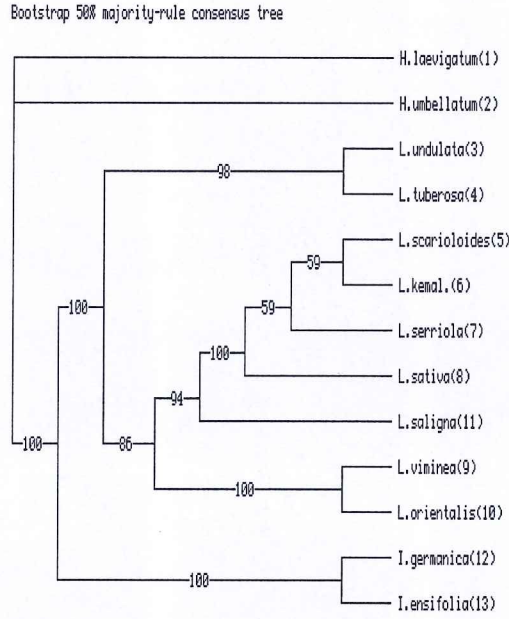 Bootstrap 50% majority-rule consensus tree
H.laevigatum(1)
H.umbellatum(2)
L.undulata(3)
98
L.tuberosa(4)
L.scarioloides(5)
59
L.kemal.(6)
100
59
L.serriola(7)
100
L.sativa(8)
94
L.saligna(11)
100
86
L.viminea(9)
100
L.orientalis(10)
I.germanica(12)
100
I.ensifolia(13)